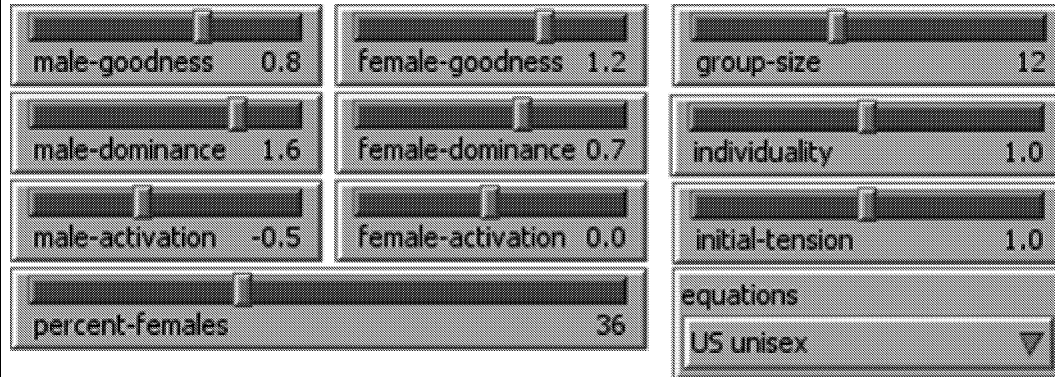 male-goodness 0.8
female-goodness 1.2
group-size 12
male-dominance 1.6
female-dominance 0.7
individuality 1.0
male-activation -0.5
female-activation 0.0
initial-tension 1.0
percent-females 36
equations
US unisex